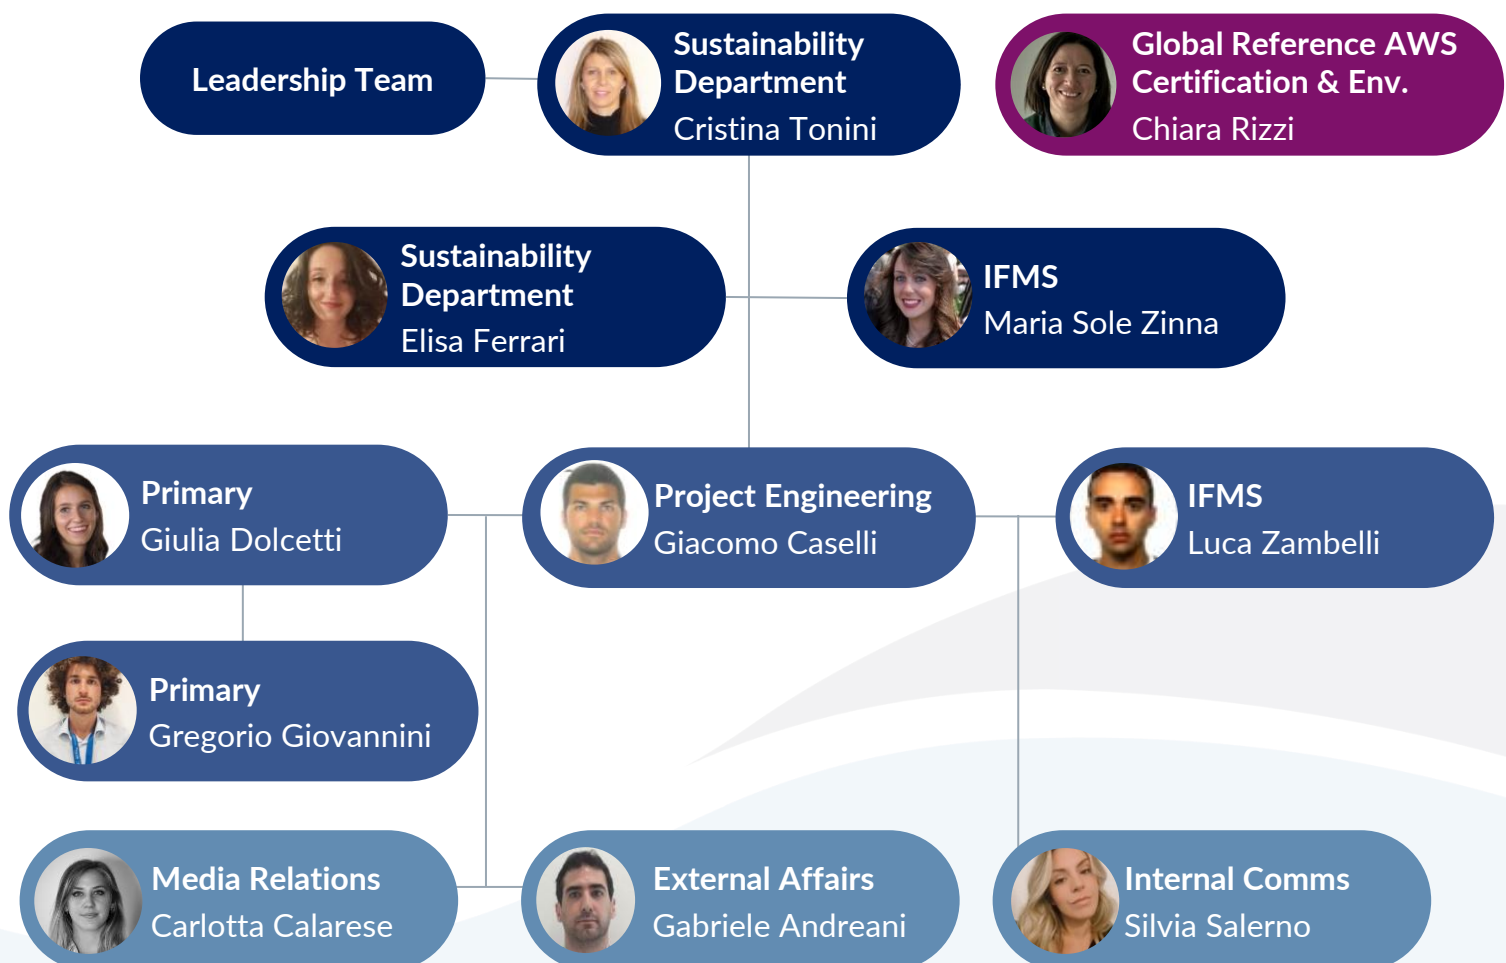 Leadership Team
Sustainability
Department
Cristina Tonini
Global Reference AWS
Certification & Env.
Chiara Rizzi
Sustainability
Department
Elisa Ferrari
IFMS
Maria Sole Zinna
Primary
Giulia Dolcetti
Project Engineering
Giacomo Caselli
IFMS
Luca Zambelli
Primary
Gregorio Giovannini
Media Relations
Carlotta Calarese
External Affairs
Gabriele Andreani
Internal Comms
Silvia Salerno